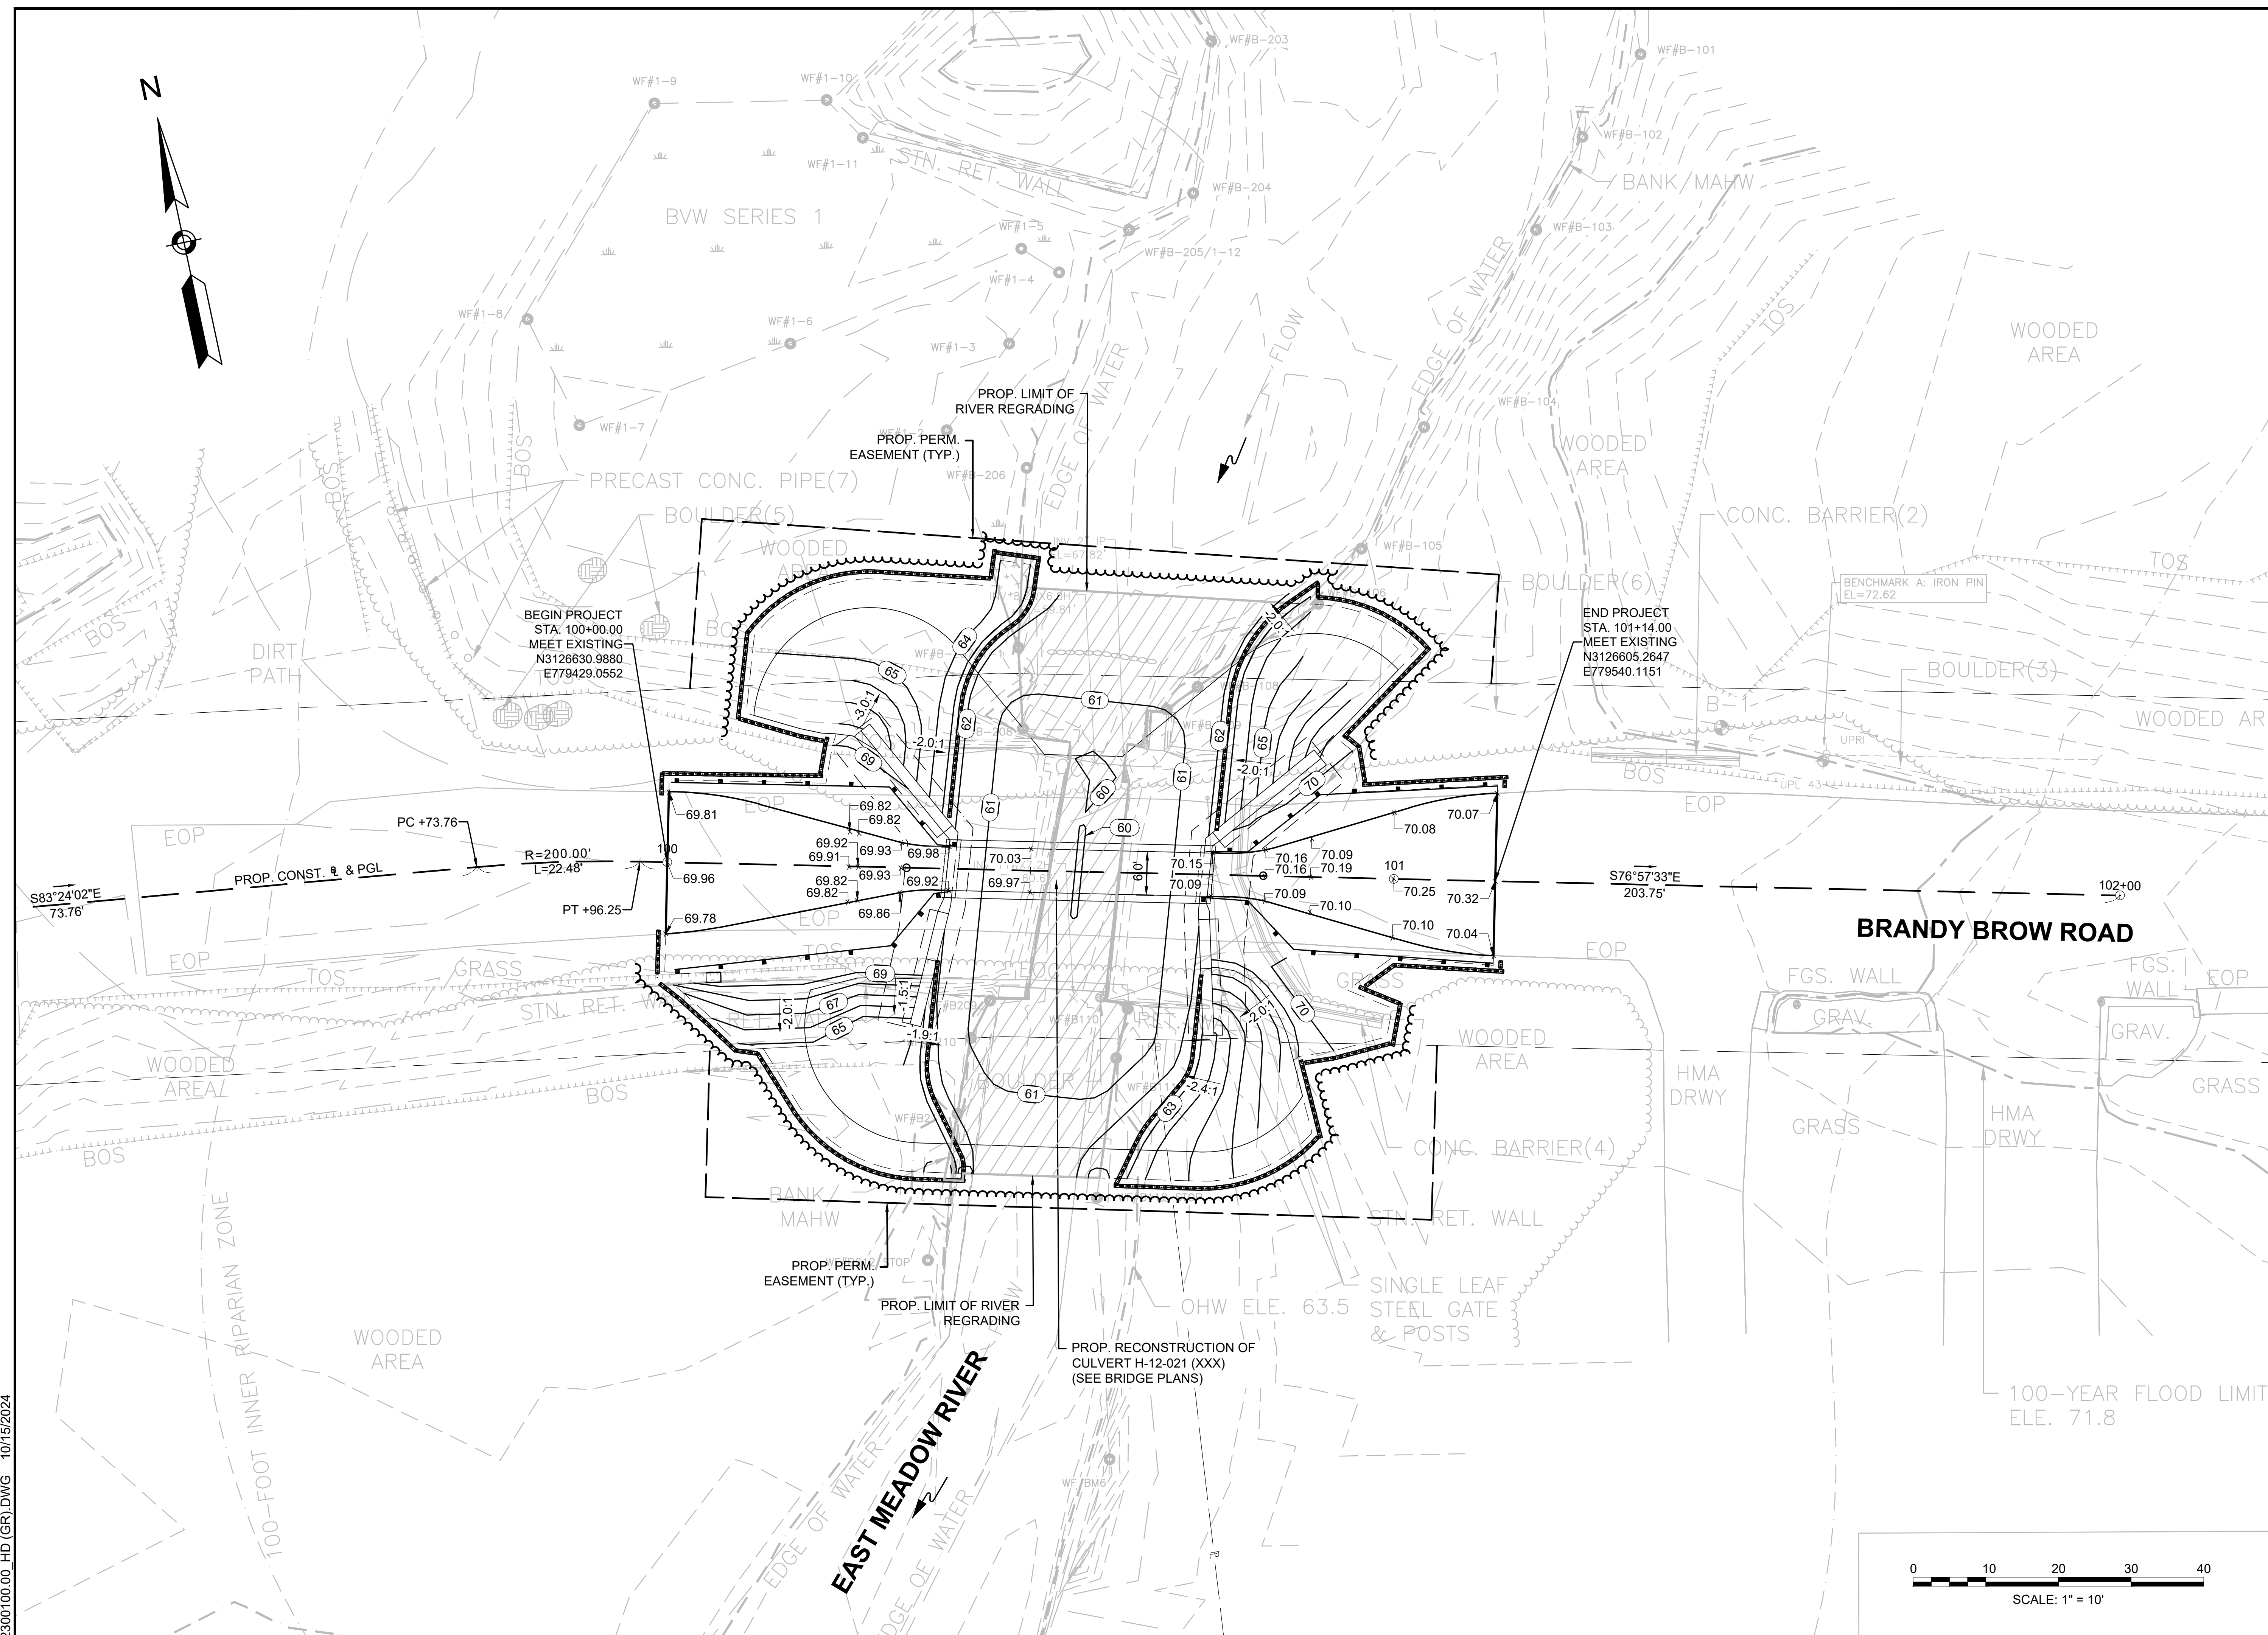 N
WF#B-203
WF#B-101
WF#1-9
WF#1-10
WF#B-102
WF#1-11
STN. RET. WALL
BANK/MAHW
WF#B-204
BVW SERIES 1
WF#1-5
WF#B-103
WF#B-205/1-12
WF#1-4
EDGE OF WATER
TOS
WF#1-8
WF#1-6
FLOW
WOODED
AREA
WF#1-3
EDGE OF WATER
PROP. LIMIT OF
RIVER REGRADING
WF#B-104
WF#1-7
WF#1-2
PROP. PERM.
EASEMENT (TYP.)
WOODED
AREA
BOS
BOS
BOS
PRECAST CONC. PIPE(7)
WF#B-206
BOULDER(5)
CONC. BARRIER(2)
WOODED
WF#B-105
TOS
BOULDER(6)
BENCHMARK A: IRON PIN
EL=72.62
BEGIN PROJECT
STA. 100+00.00
MEET EXISTING
N3126630.9880
E779429.0552
END PROJECT
STA. 101+14.00
MEET EXISTING
N3126605.2647
E779540.1151
BOS
DIRT
PATH
64
65
-2.0:1
BOULDER(3)
-3.0:1
62
61
62
65
B-1
WOODED AR
-2.0:1
69
-2.0:1
70
UPRI
BOS
UPL 43
61
61
60
EOP
EOP
EOP
69.81
69.82
69.82
60
70.08
70.07
PC +73.76
R=200.00'
L=22.48'
100
69.92
69.91
69.93
69.98
70.03
70.15
70.16
70.09
PROP. CONST. ℄ & PGL
69.96
69.93
69.92
69.97
70.09
6.0'
70.16
70.19
101
70.25
70.32
S83°24'02"E
73.76'
S76°57'33"E
203.75'
102+00
PT +96.25
69.78
69.82
69.82
69.86
70.09
70.10
70.10
70.04
BRANDY BROW ROAD
EOP
EOP
TOS
EOP
TOS
GRASS
69
67
65
-2.0:1
-1.5:1
-1.9:1
STN. RET. W
WF#B110
70
GRASS
-2.0:1
FGS. WALL
GRAV.
FGS.
WALL
EOP
GRAV.
WOODED
AREA
WOODED
AREA
HMA
DRWY
GRASS
BOS
BOS
61
63
-2.4:1
GRASS
HMA
DRWY
CONC. BARRIER(4)
BANK
MAHW
STN. RET. WALL
100-FOOT INNER RIPARIAN ZONE
PROP. PERM.
EASEMENT (TYP.)
PROP. LIMIT OF RIVER
REGRADING
OHW ELE. 63.5
SINGLE LEAF
STEEL GATE
& POSTS
WOODED
AREA
PROP. RECONSTRUCTION OF
CULVERT H-12-021 (XXX)
(SEE BRIDGE PLANS)
EAST MEADOW RIVER
100-YEAR FLOOD LIMIT
ELE. 71.8
EDGE OF WATER
EDGE OF WATER
0 10 20 30 40
SCALE: 1" = 10'
2300100.00_HD (GR).DWG 10/15/2024